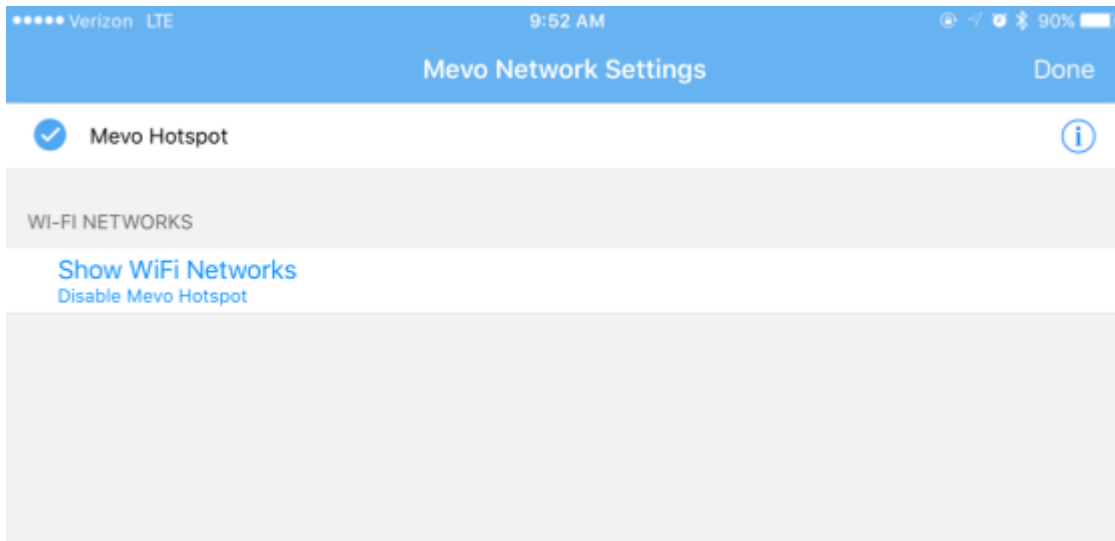 Verizon LTE 9:52 AM 90%
Mevo Network Settings Done
Mevo Hotspot
WI-FI NETWORKS
Show WiFi Networks
Disable Mevo Hotspot